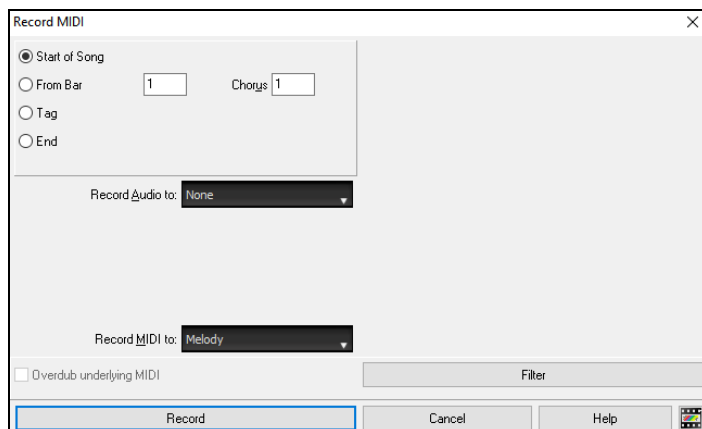 Record MIDI
Start of Song
From Bar 1 Chorus 1
Tag
End
Record Audio to: None
Record MIDI to: Melody
Overdub underlying MIDI Filter
Record Cancel Help